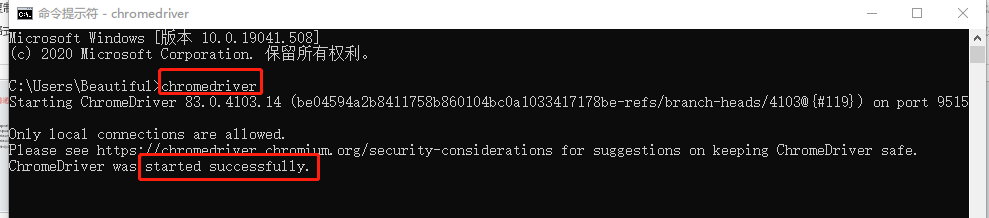 命令提示符 - chromedriver
Microsoft Windows [版本 10.0.19041.508]
(c) 2020 Microsoft Corporation. 保留所有权利。
C:\Users\Beautiful>chromedriver
Starting ChromeDriver 83.0.4103.14 (be04594a2b8411758b860104bc0a1033417178be-refs/branch-heads/4103@{#119}) on port 9515
Only local connections are allowed.
Please see https://chromedriver.chromium.org/security-considerations for suggestions on keeping ChromeDriver safe.
ChromeDriver was started successfully.